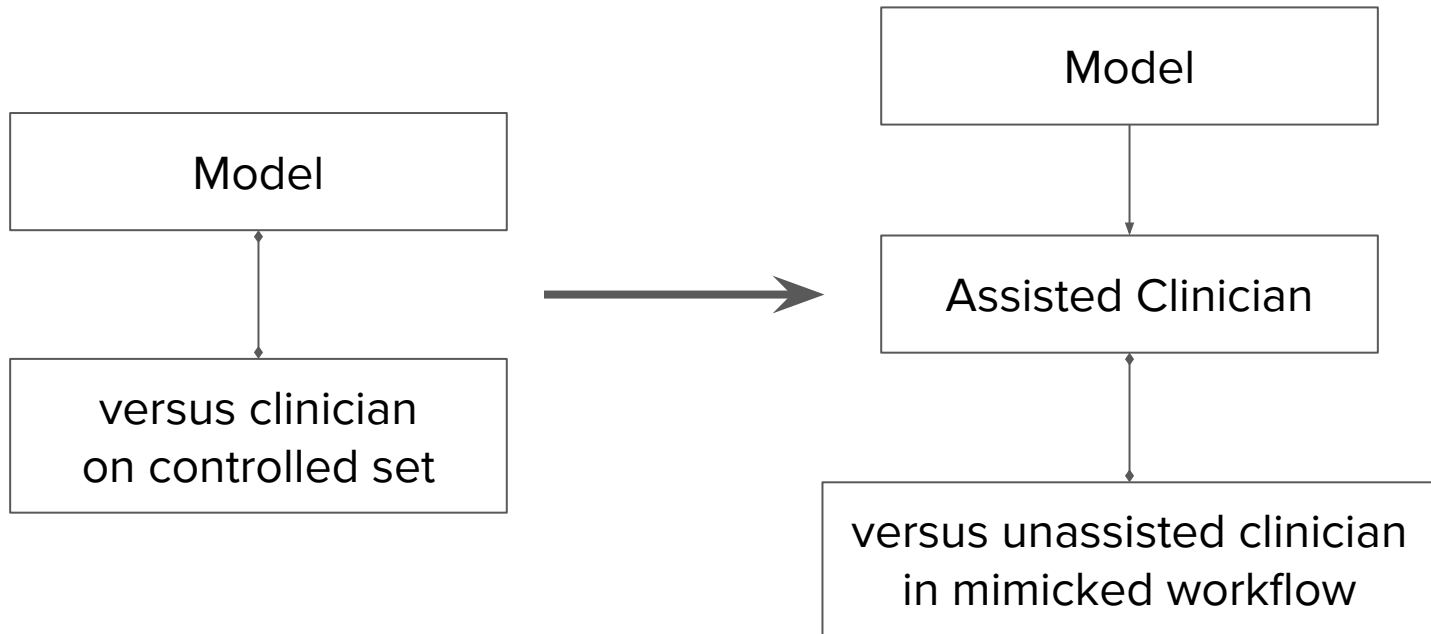 Model
versus clinician
on controlled set
Model
Assisted Clinician
versus unassisted clinician
in mimicked workflow